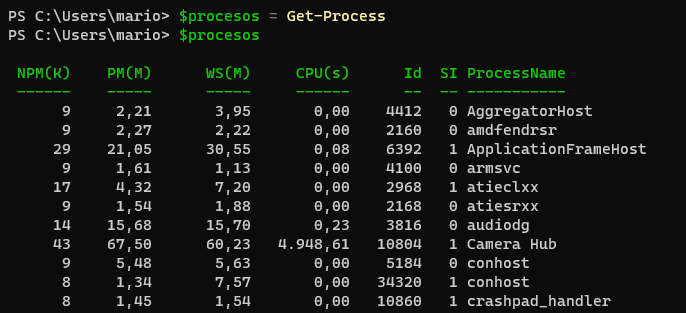 PS C:\Users\mario> $procesos = Get-Process
PS C:\Users\mario> $procesos
NPM(K) PM(M) WS(M) CPU(s) Id SI ProcessName
------ ----- ----- ------ -- -- -----------
9 2,21 3,95 0,00 4412 0 AggregatorHost
9 2,27 2,22 0,00 2160 0 amdfendrsr
29 21,05 30,55 0,08 6392 1 ApplicationFrameHost
9 1,61 1,13 0,00 4100 0 armsvc
17 4,32 7,20 0,00 2968 1 atieclxx
9 1,54 1,88 0,00 2168 0 atiesrxx
14 15,68 15,70 0,23 3816 0 audiodg
43 67,50 60,23 4.948,61 10804 1 Camera Hub
9 5,48 5,63 0,00 5184 0 conhost
8 1,34 7,57 0,00 34320 1 conhost
8 1,45 1,54 0,00 10860 1 crashpad_handler